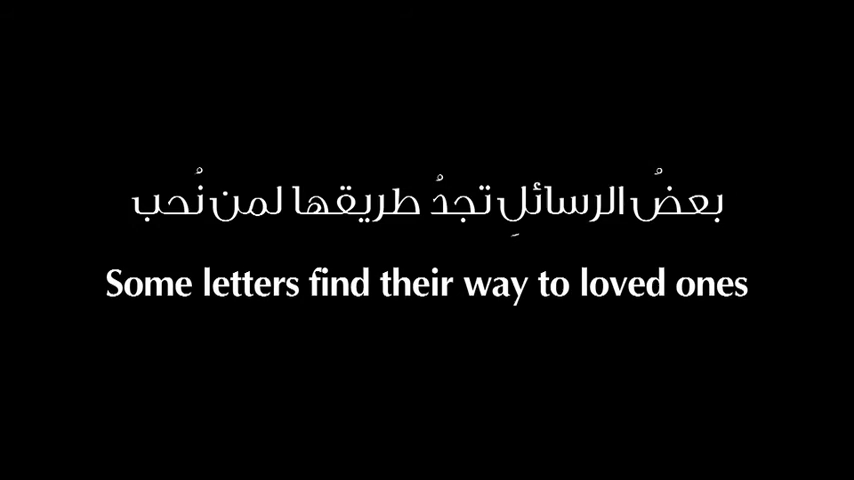 بعضُ الرسائلِ تجدُ طريقها لمن نُحب
Some letters find their way to loved ones